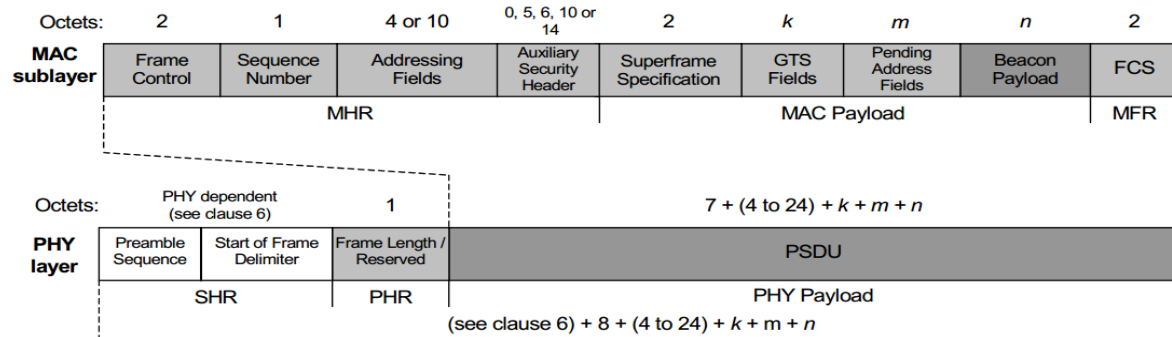 Octets: 2 1 4 or 10 0, 5, 6, 10 or 14 2 k m n 2
MAC sublayer
Frame Control
Sequence Number
Addressing Fields
Auxiliary Security Header
Superframe Specification
GTS Fields
Pending Address Fields
Beacon Payload
FCS
MHR MAC Payload MFR
Octets: PHY dependent (see clause 6) 1 7 + (4 to 24) + k + m + n
PHY layer
Preamble Sequence
Start of Frame Delimiter
Frame Length / Reserved
PSDU
SHR PHR PHY Payload
(see clause 6) + 8 + (4 to 24) + k + m + n